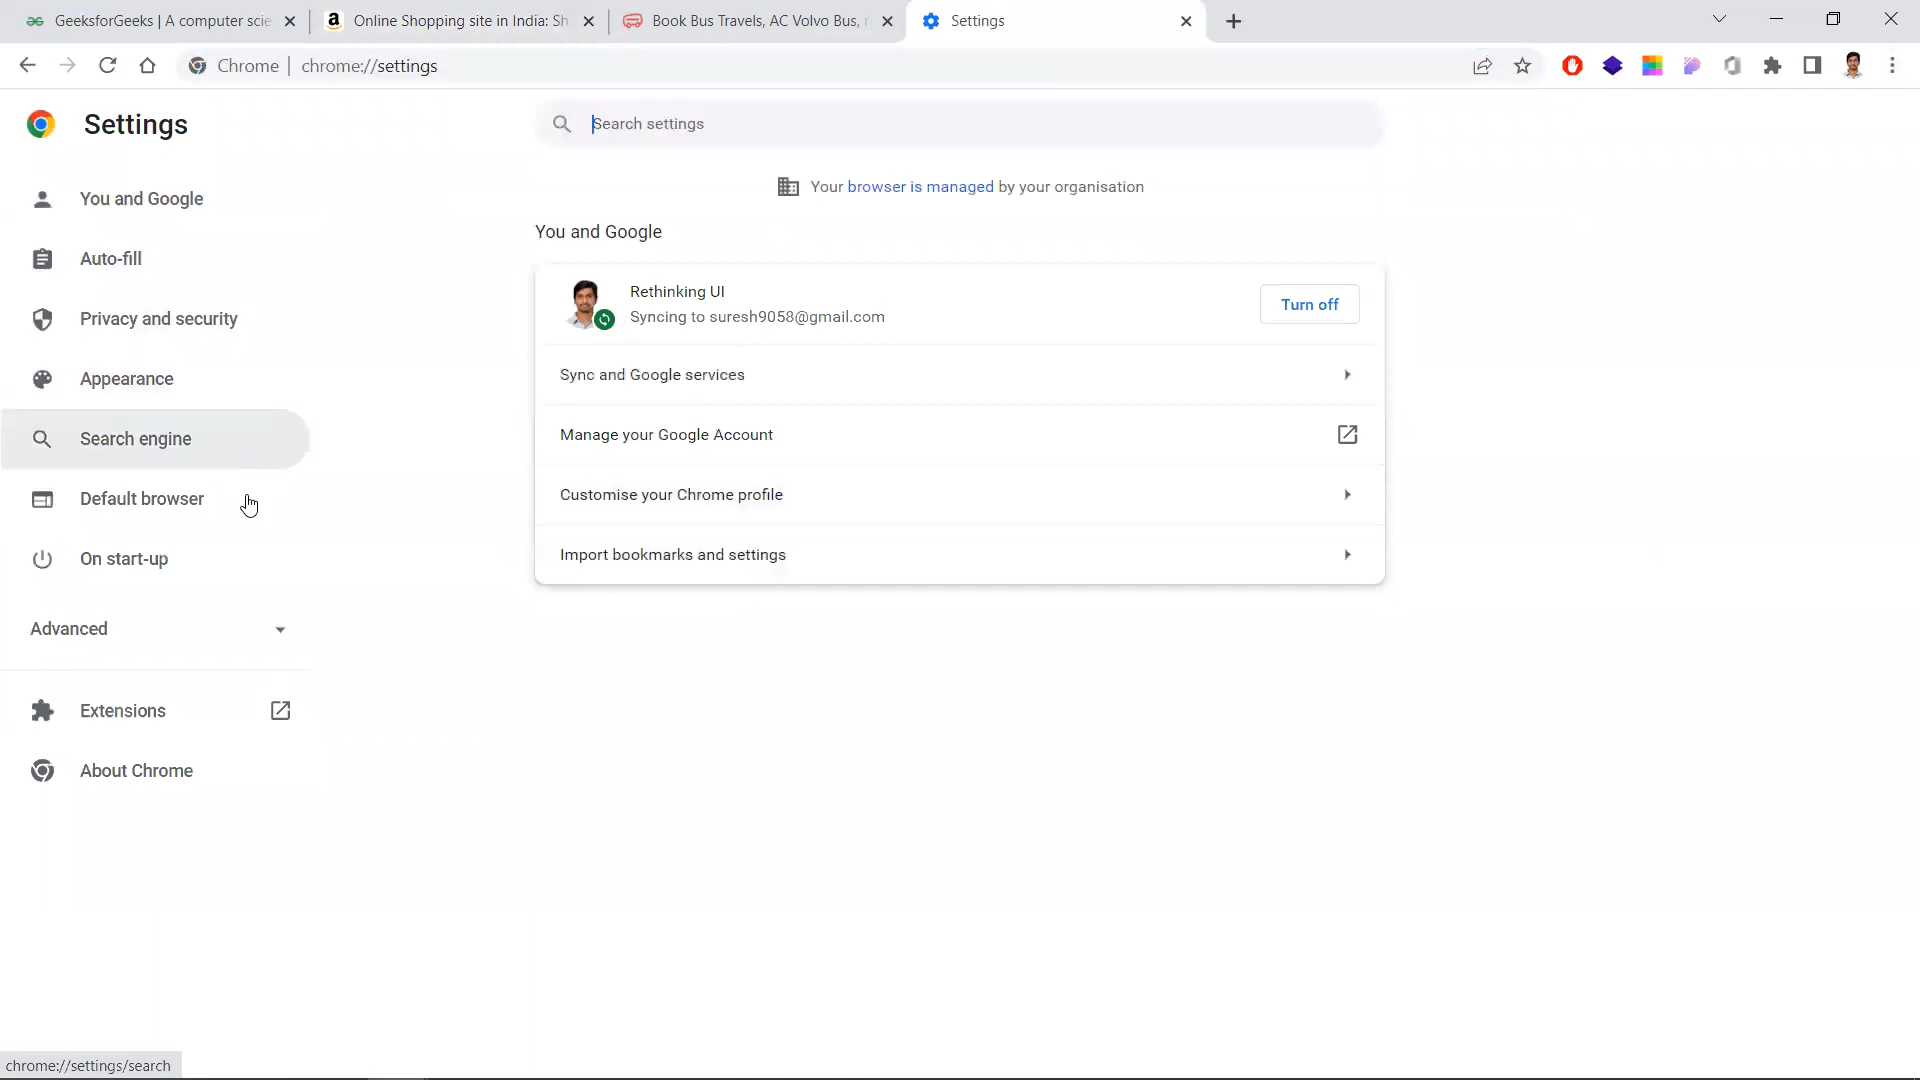 GeeksforGeeks | A computer scie
Online Shopping site in India: Sh
Book Bus Travels, AC Volvo Bus,
Settings
Chrome | chrome://settings
Settings
Search settings
Your browser is managed by your organisation
You and Google
Auto-fill
Privacy and security
Appearance
Search engine
Default browser
On start-up
Advanced
Extensions
About Chrome
You and Google
Rethinking UI
Syncing to suresh9058@gmail.com
Turn off
Sync and Google services
Manage your Google Account
Customise your Chrome profile
Import bookmarks and settings
chrome://settings/search